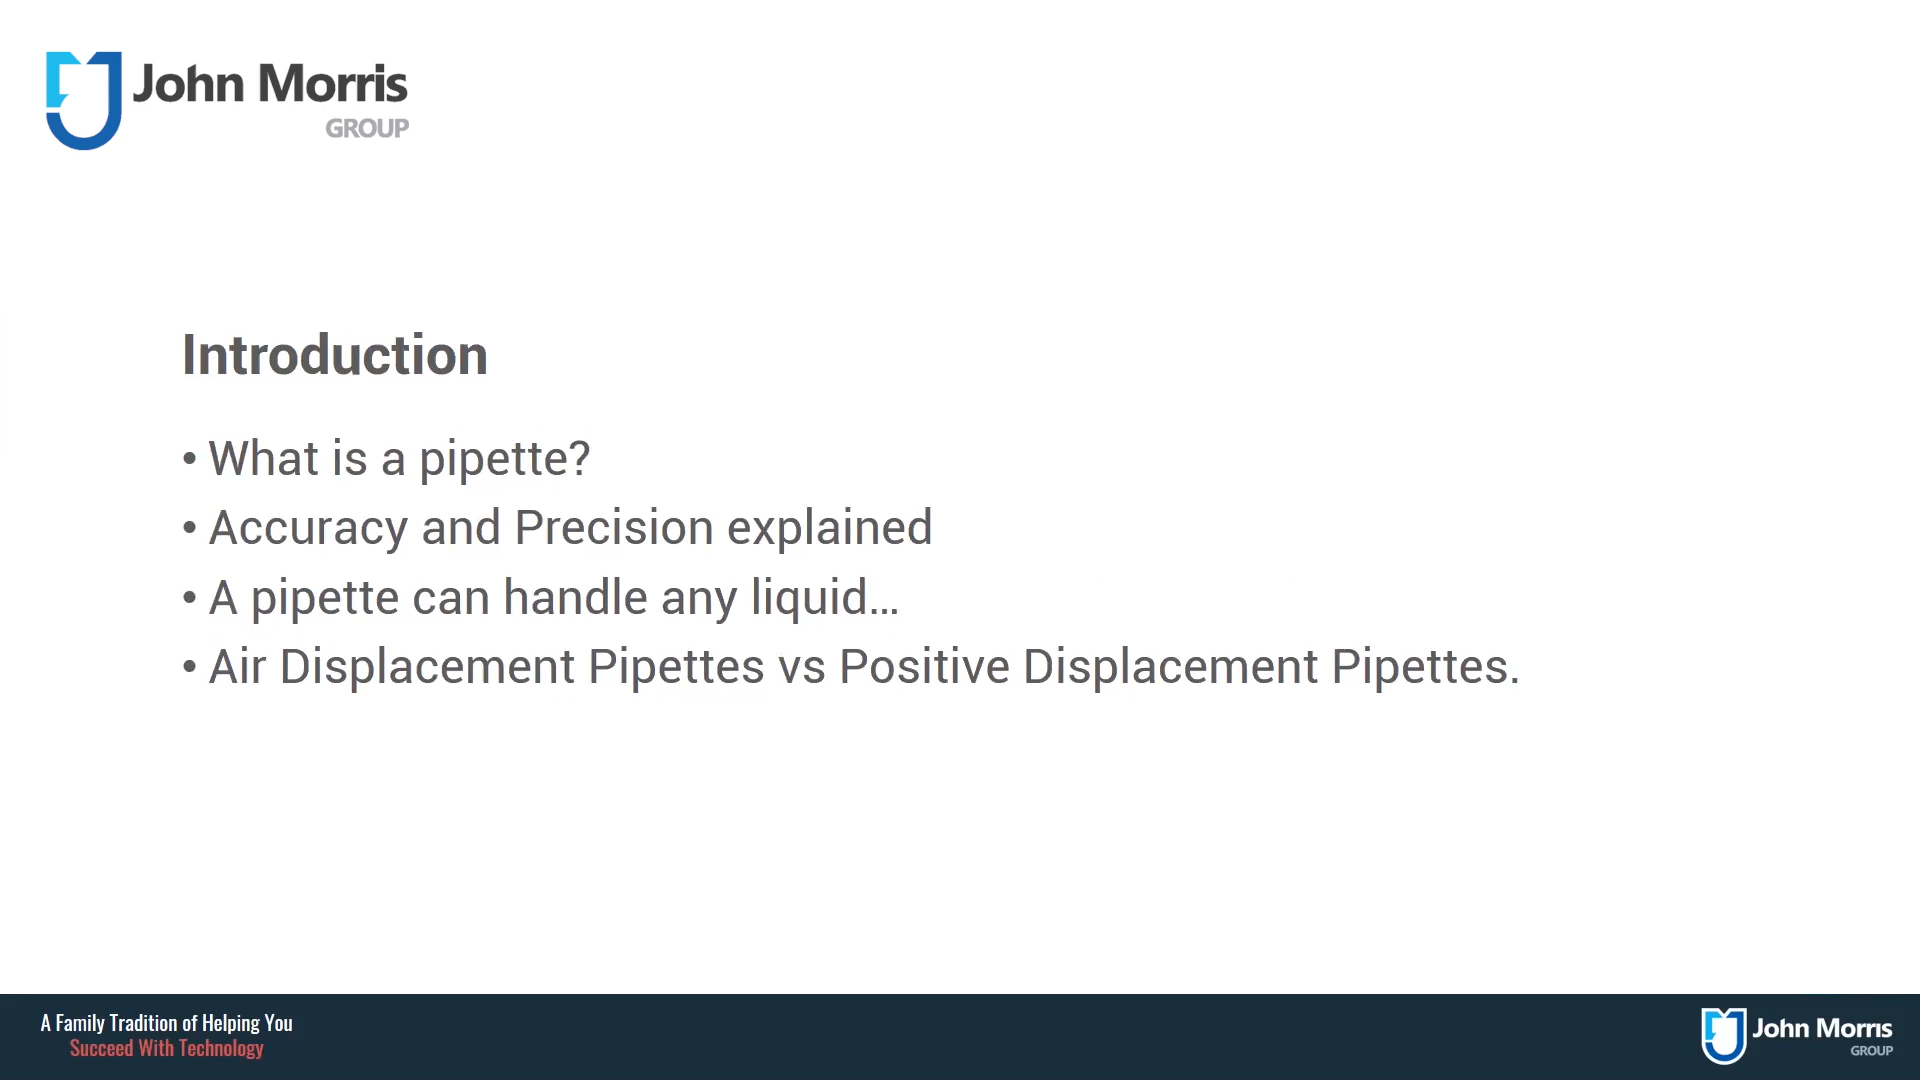 John Morris
GROUP
Introduction
• What is a pipette?
• Accuracy and Precision explained
• A pipette can handle any liquid...
• Air Displacement Pipettes vs Positive Displacement Pipettes.
A Family Tradition of Helping You
Succeed With Technology
John Morris
GROUP